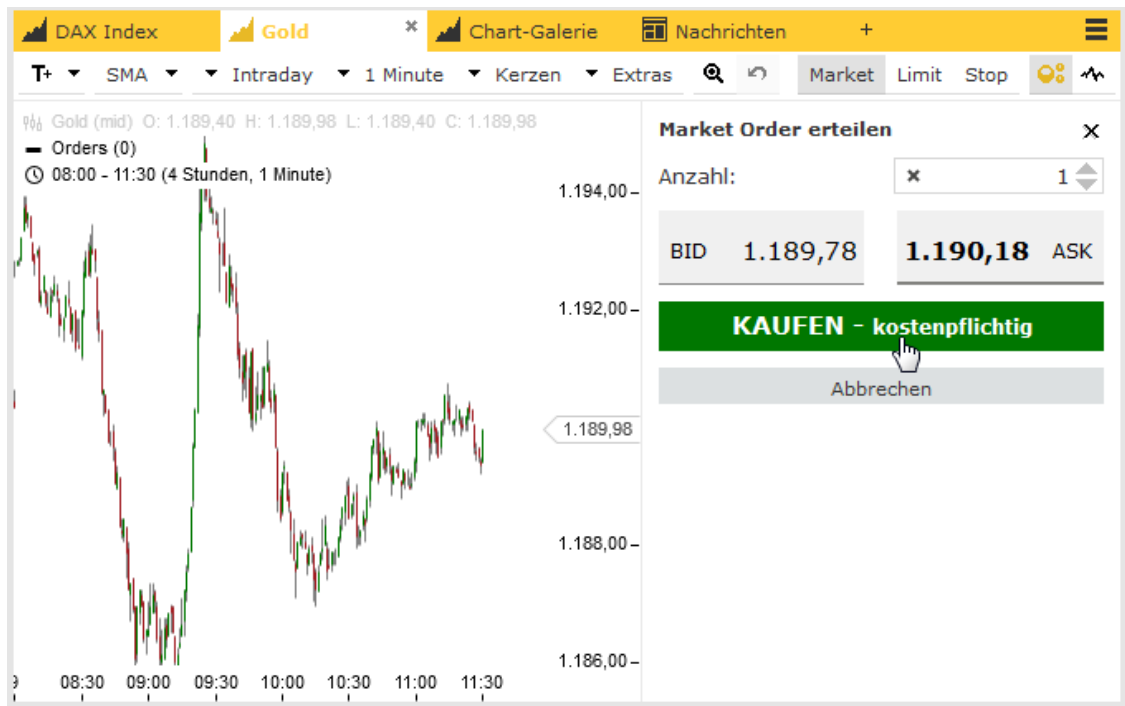 DAX Index Gold Chart-Galerie Nachrichten +
T+ SMA Intraday 1 Minute Kerzen Extras Market Limit Stop
Gold (mid) O: 1.189,40 H: 1.189,98 L: 1.189,40 C: 1.189,98
Orders (0)
08:00 - 11:30 (4 Stunden, 1 Minute)
1.194,00
1.192,00
1.189,98
1.188,00
1.186,00
9 08:30 09:00 09:30 10:00 10:30 11:00 11:30
Market Order erteilen
Anzahl: 1
BID 1.189,78 1.190,18 ASK
KAUFEN - kostenpflichtig
Abbrechen